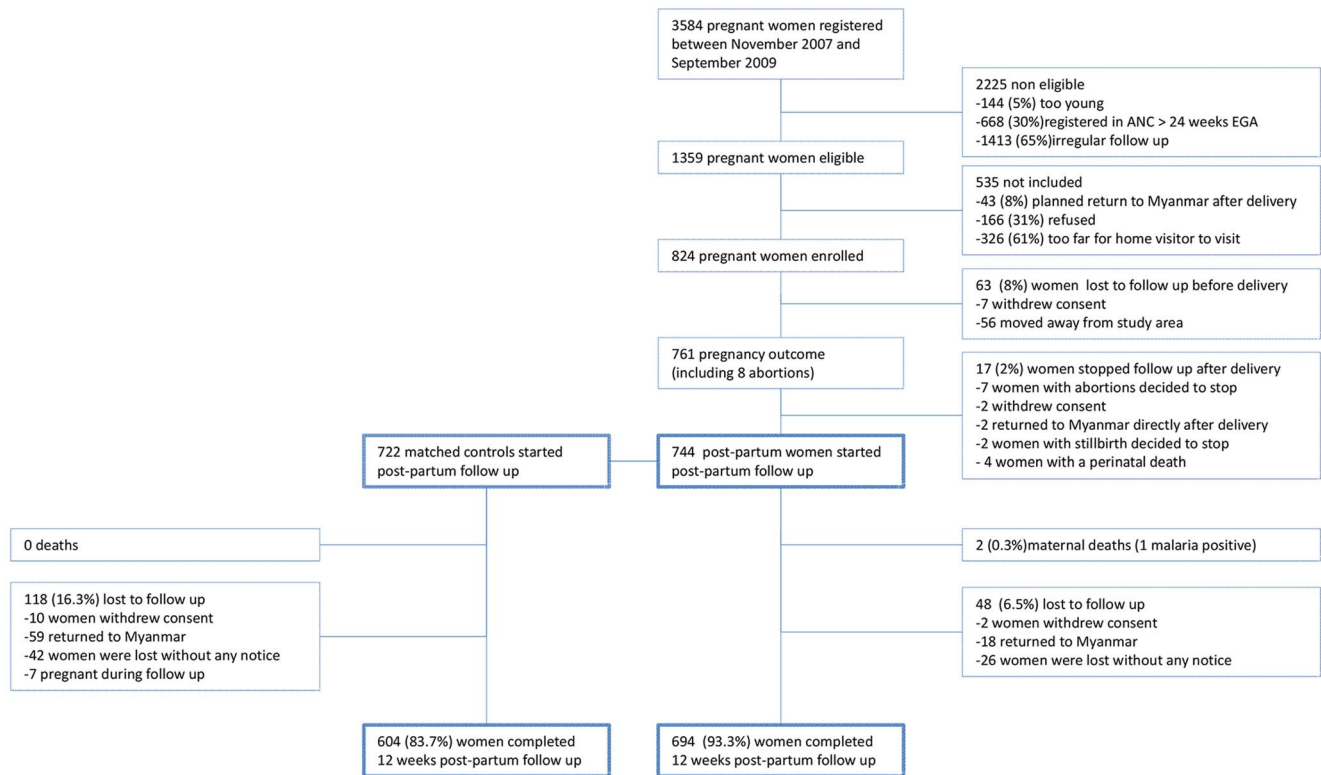 3584 pregnant women registered
between November 2007 and
September 2009
2225 non eligible
-144 (5%) too young
-668 (30%)registered in ANC > 24 weeks EGA
-1413 (65%)irregular follow up
1359 pregnant women eligible
535 not included
-43 (8%) planned return to Myanmar after delivery
-166 (31%) refused
-326 (61%) too far for home visitor to visit
824 pregnant women enrolled
63 (8%) women lost to follow up before delivery
-7 withdrew consent
-56 moved away from study area
761 pregnancy outcome
(including 8 abortions)
17 (2%) women stopped follow up after delivery
-7 women with abortions decided to stop
-2 withdrew consent
-2 returned to Myanmar directly after delivery
-2 women with stillbirth decided to stop
- 4 women with a perinatal death
722 matched controls started
post-partum follow up
744 post-partum women started
post-partum follow up
0 deaths
2 (0.3%)maternal deaths (1 malaria positive)
118 (16.3%) lost to follow up
-10 women withdrew consent
-59 returned to Myanmar
-42 women were lost without any notice
-7 pregnant during follow up
48 (6.5%) lost to follow up
-2 women withdrew consent
-18 returned to Myanmar
-26 women were lost without any notice
604 (83.7%) women completed
12 weeks post-partum follow up
694 (93.3%) women completed
12 weeks post-partum follow up